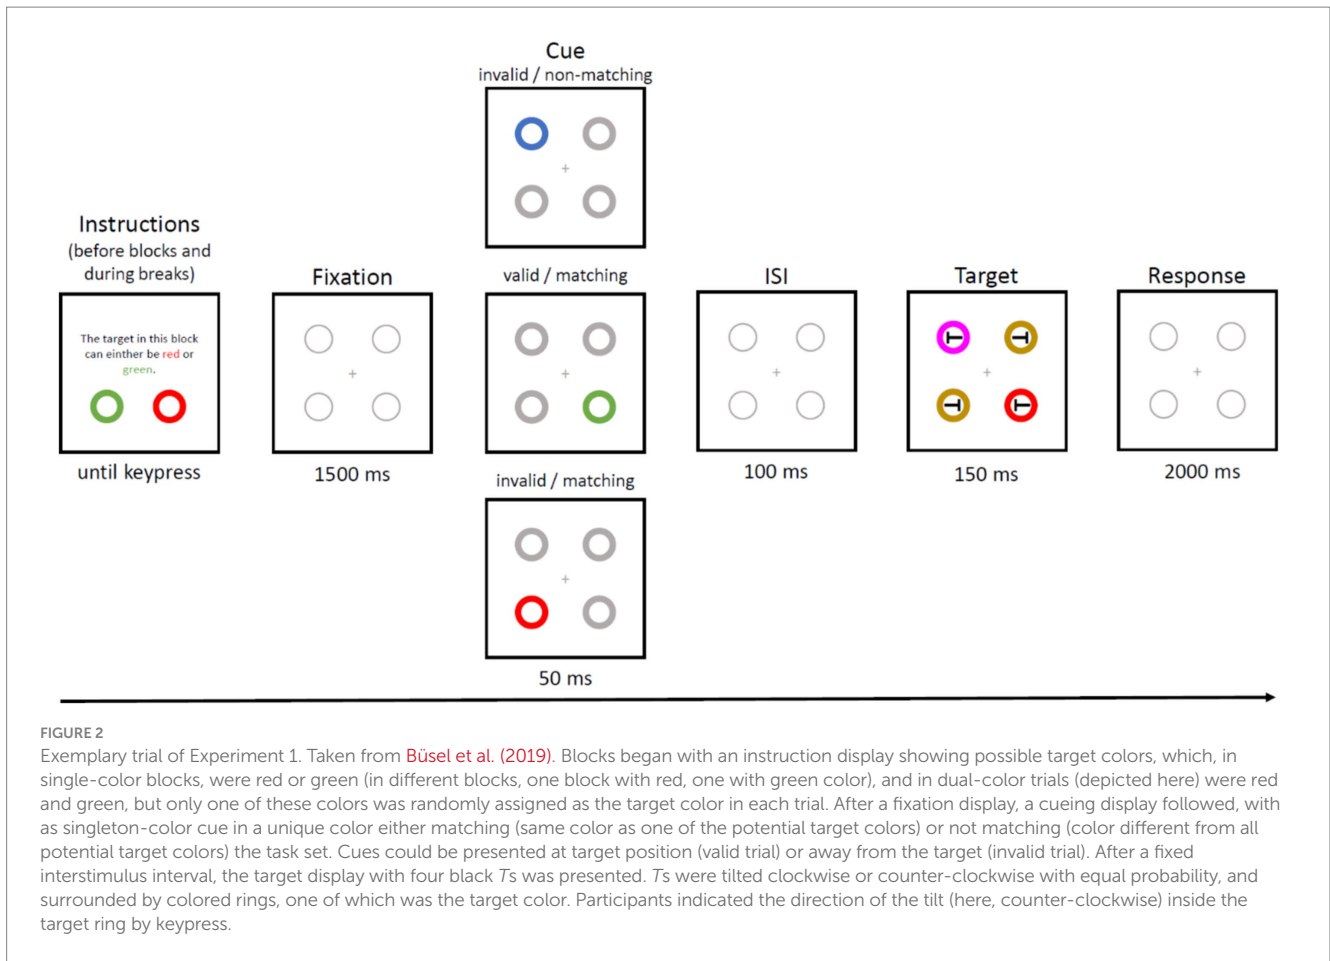 Cue
invalid / non-matching
Instructions
(before blocks and
during breaks)
The target in this block
can einther be red or
green.
until keypress
Fixation
1500 ms
valid / matching
invalid / matching
50 ms
ISI
100 ms
Target
T
T
T
T
150 ms
Response
2000 ms
FIGURE 2
Exemplary trial of Experiment 1. Taken from Büsel et al. (2019). Blocks began with an instruction display showing possible target colors, which, in
single-color blocks, were red or green (in different blocks, one block with red, one with green color), and in dual-color trials (depicted here) were red
and green, but only one of these colors was randomly assigned as the target color in each trial. After a fixation display, a cueing display followed, with
as singleton-color cue in a unique color either matching (same color as one of the potential target colors) or not matching (color different from all
potential target colors) the task set. Cues could be presented at target position (valid trial) or away from the target (invalid trial). After a fixed
interstimulus interval, the target display with four black Ts was presented. Ts were tilted clockwise or counter-clockwise with equal probability, and
surrounded by colored rings, one of which was the target color. Participants indicated the direction of the tilt (here, counter-clockwise) inside the
target ring by keypress.